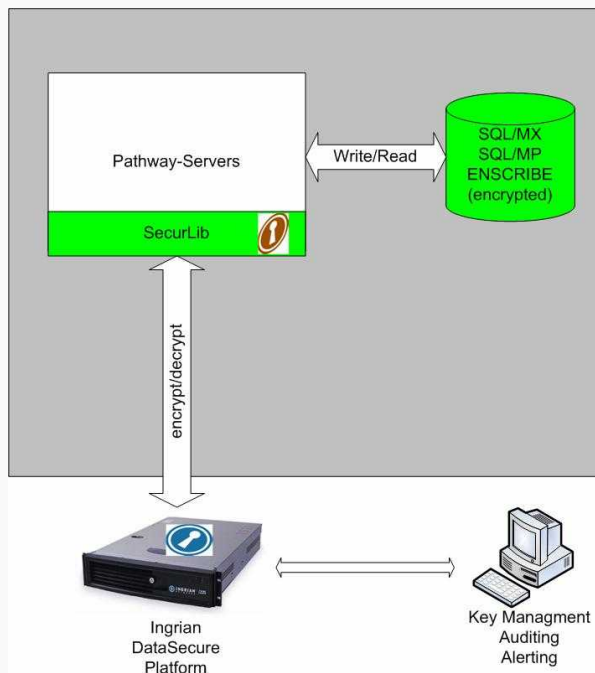 Pathway-Servers
Write/Read
SQL/MX
SQL/MP
ENSCRIBE
(encrypted)
SecurLib
encrypt/decrypt
INGRIAN
Ingrian
DataSecure
Platform
Key Managment
Auditing
Alerting